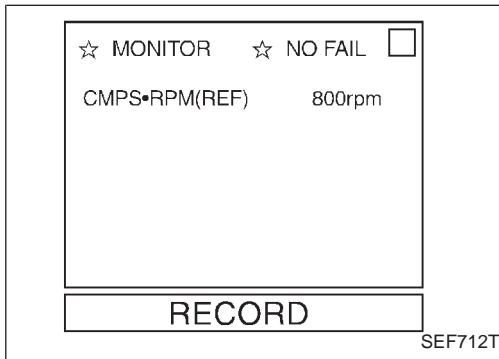 ☆ MONITOR ☆ NO FAIL
CMPS•RPM(REF) 800rpm
RECORD
SEF712T